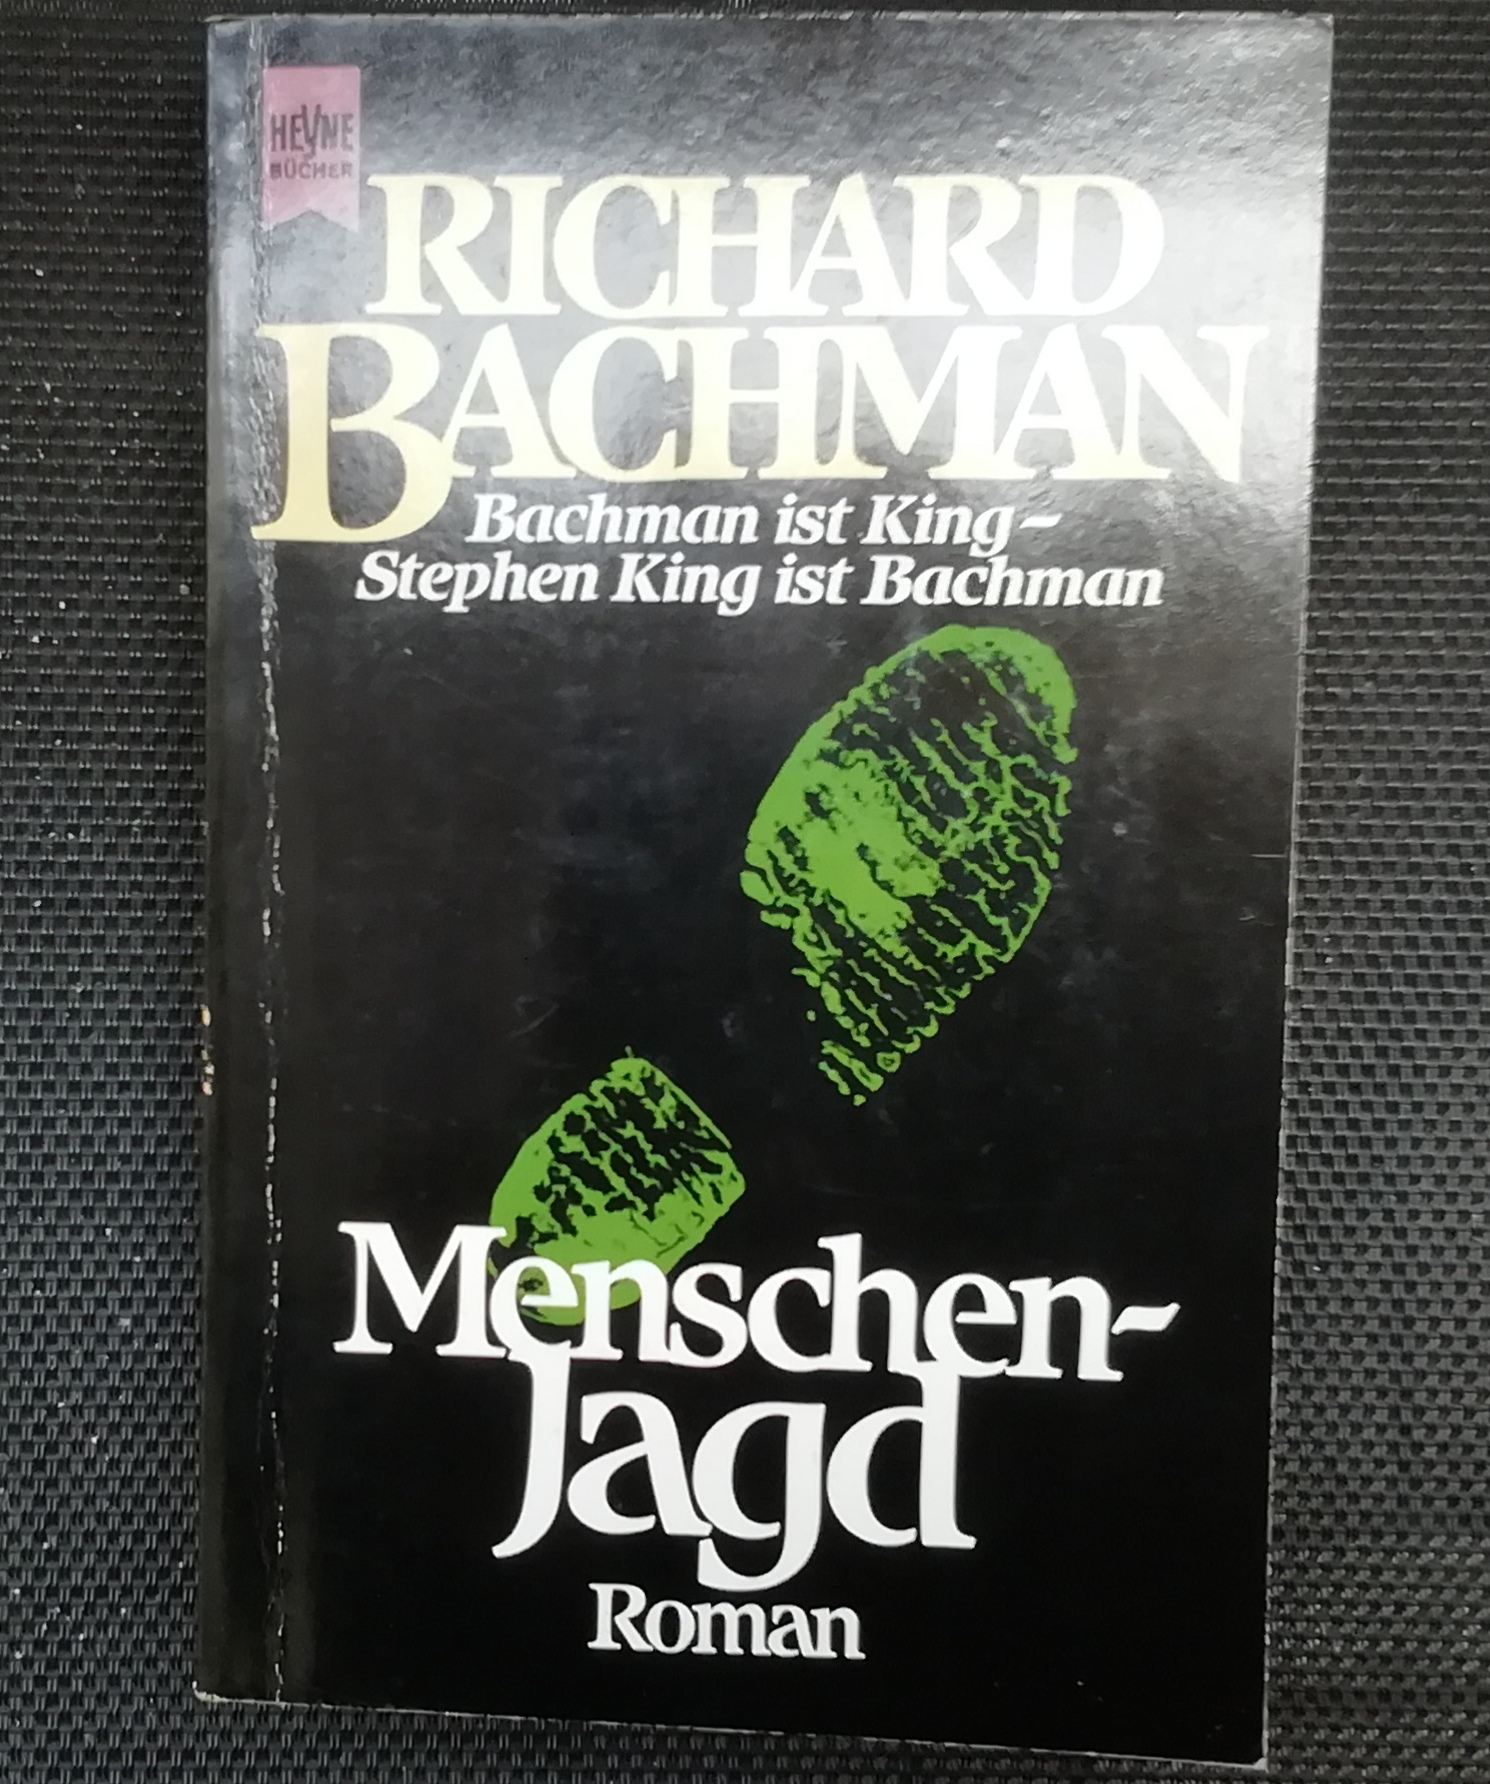 HEYNE
BÜCHER
RICHARD
BACHMAN
Bachman ist King –
Stephen King ist Bachman
Menschen-
Jagd
Roman